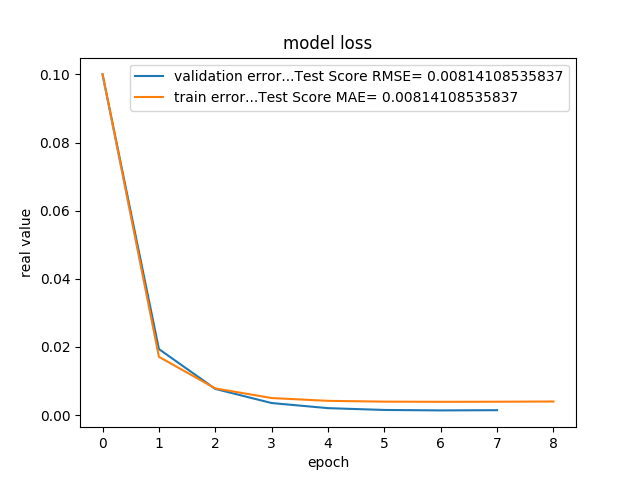 model loss
validation error...Test Score RMSE= 0.00814108535837
train error...Test Score MAE= 0.00814108535837
0.10
0.08
0.06
0.04
0.02
0.00
real value
0 1 2 3 4 5 6 7 8
epoch